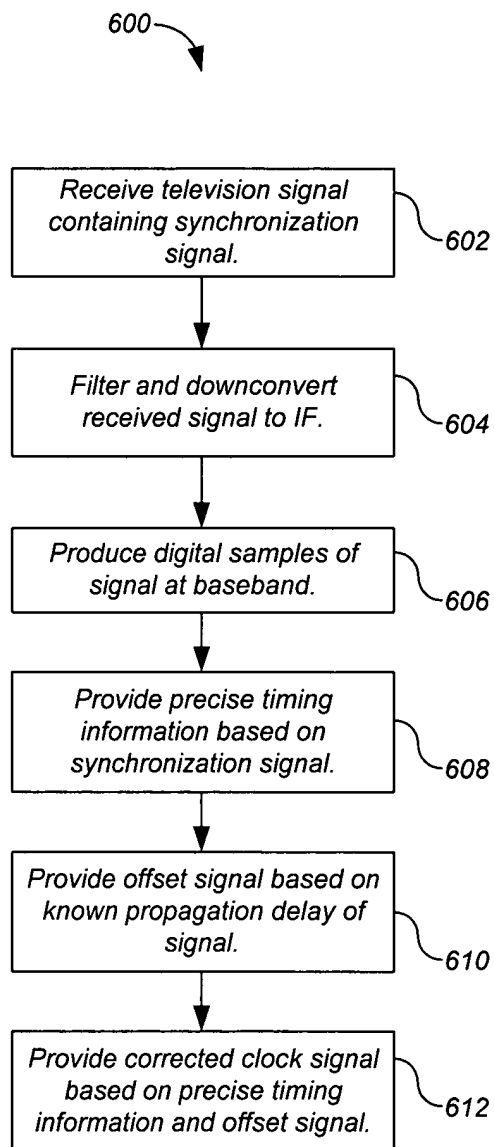 600
Receive television signal
containing synchronization
signal.
602
Filter and downconvert
received signal to IF.
604
Produce digital samples of
signal at baseband.
606
Provide precise timing
information based on
synchronization signal.
608
Provide offset signal based on
known propagation delay of
signal.
610
Provide corrected clock signal
based on precise timing
information and offset signal.
612